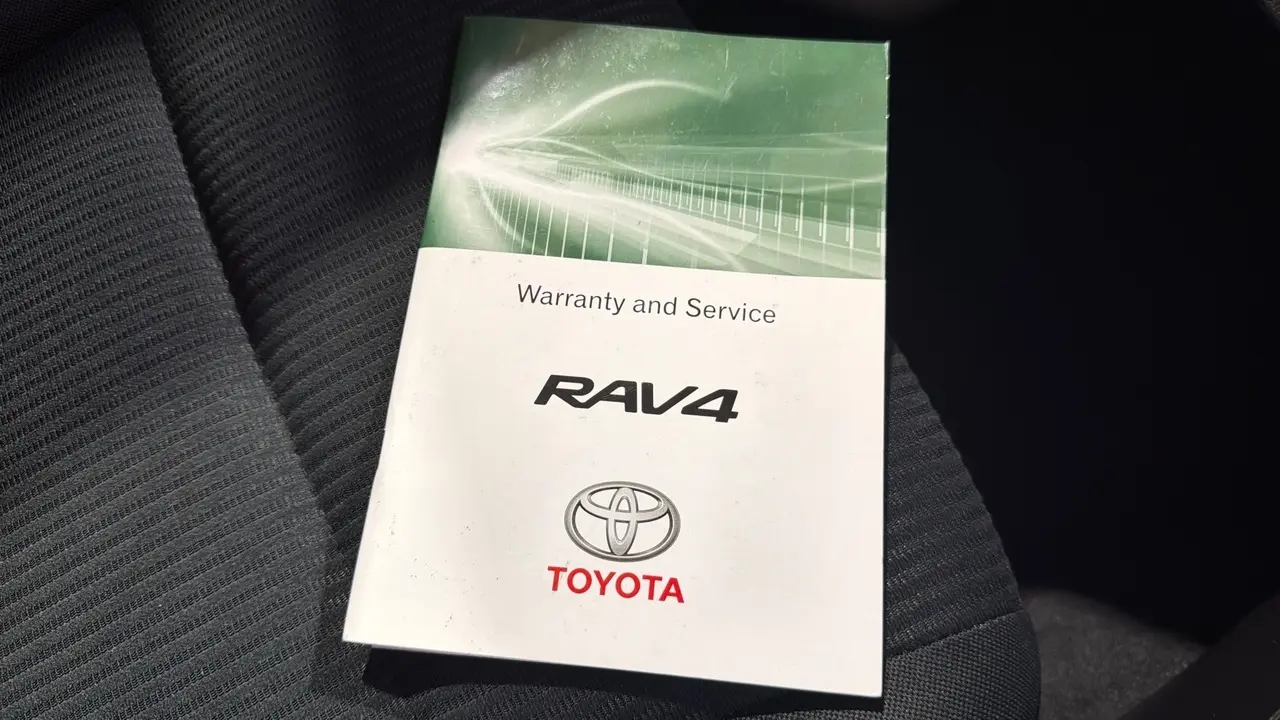 Warranty and Service
RAV4
TOYOTA